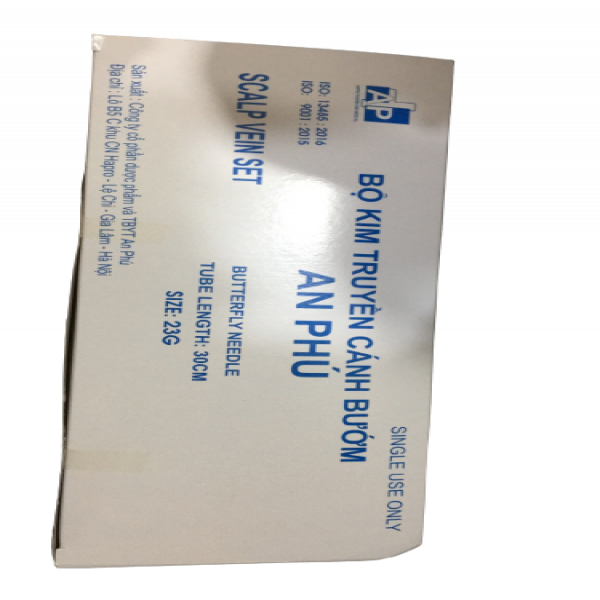 AP
SINGLE USE ONLY
BỘ KIM TRUYỀN CÁNH BƯỚM
AN PHÚ
ISO: 13485 : 2016
ISO: 9001 : 2015
SCALP VEIN SET
BUTTERFLY NEEDLE
TUBE LENGTH: 30CM
SIZE: 23G
Sản xuất : Công ty cổ phần dược phẩm và TBYT An Phú
Địa chỉ : Lô B5 C khu CN Hapro - Lệ Chi - Gia Lâm - Hà Nội